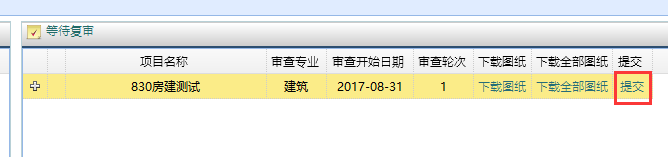 等待复审
项目名称 审查专业 审查开始日期 审查轮次 下载图纸 下载全部图纸 提交
830房建测试 建筑 2017-08-31 1 下载图纸 下载全部图纸 提交